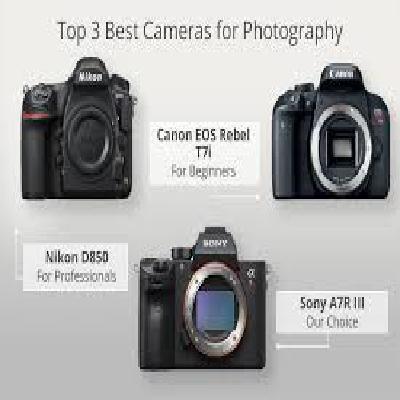 Top 3 Best Cameras for Photography
Nikon
Canon
Canon EOS Rebel
T7i
For Beginners
Nikon D850
For Professionals
SONY
Sony A7R III
Our Choice